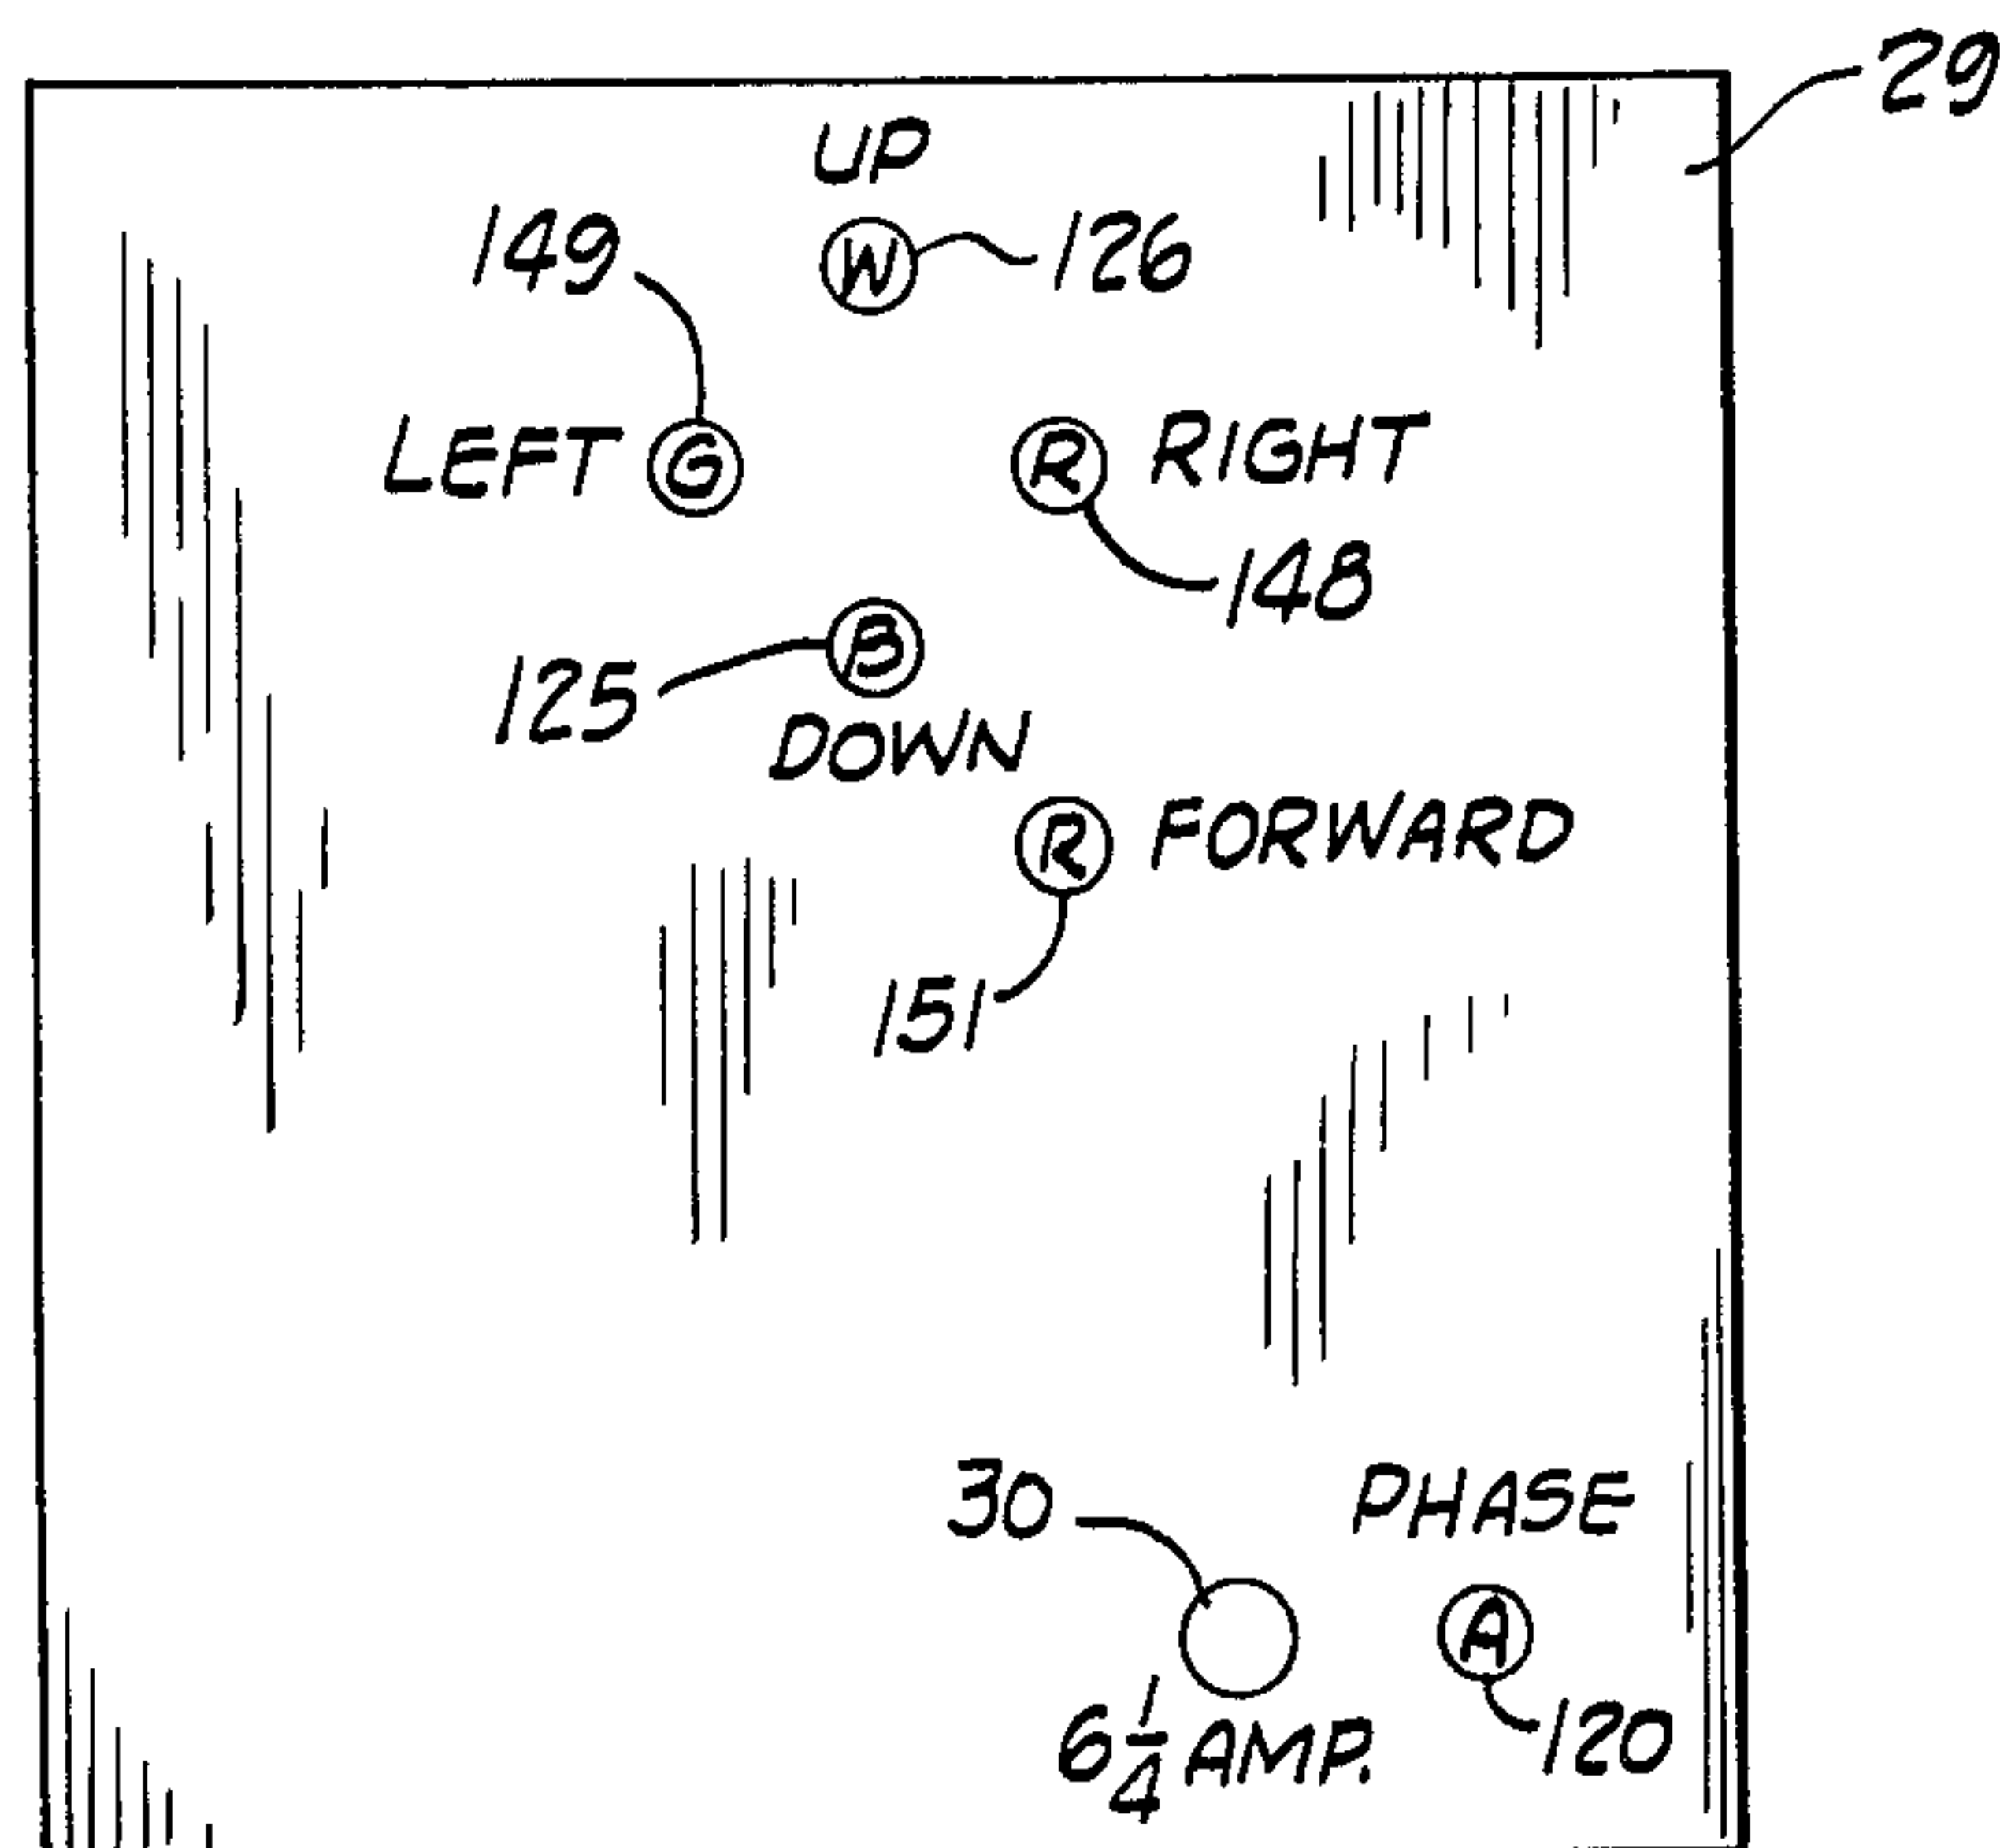 29
UP
149
W
126
LEFT
G
R
RIGHT
148
B
125
DOWN
R
FORWARD
151
30
PHASE
A
6 1/4 AMP.
120